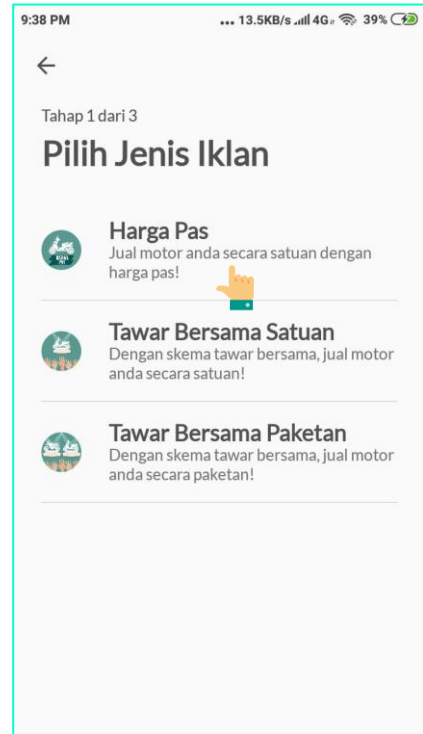 9:38 PM ... 13.5KB/s 4G 39%
Tahap 1 dari 3
Pilih Jenis Iklan
Harga Pas
Jual motor anda secara satuan dengan
harga pas!
Tawar Bersama Satuan
Dengan skema tawar bersama, jual motor
anda secara satuan!
Tawar Bersama Paketan
Dengan skema tawar bersama, jual motor
anda secara paketan!